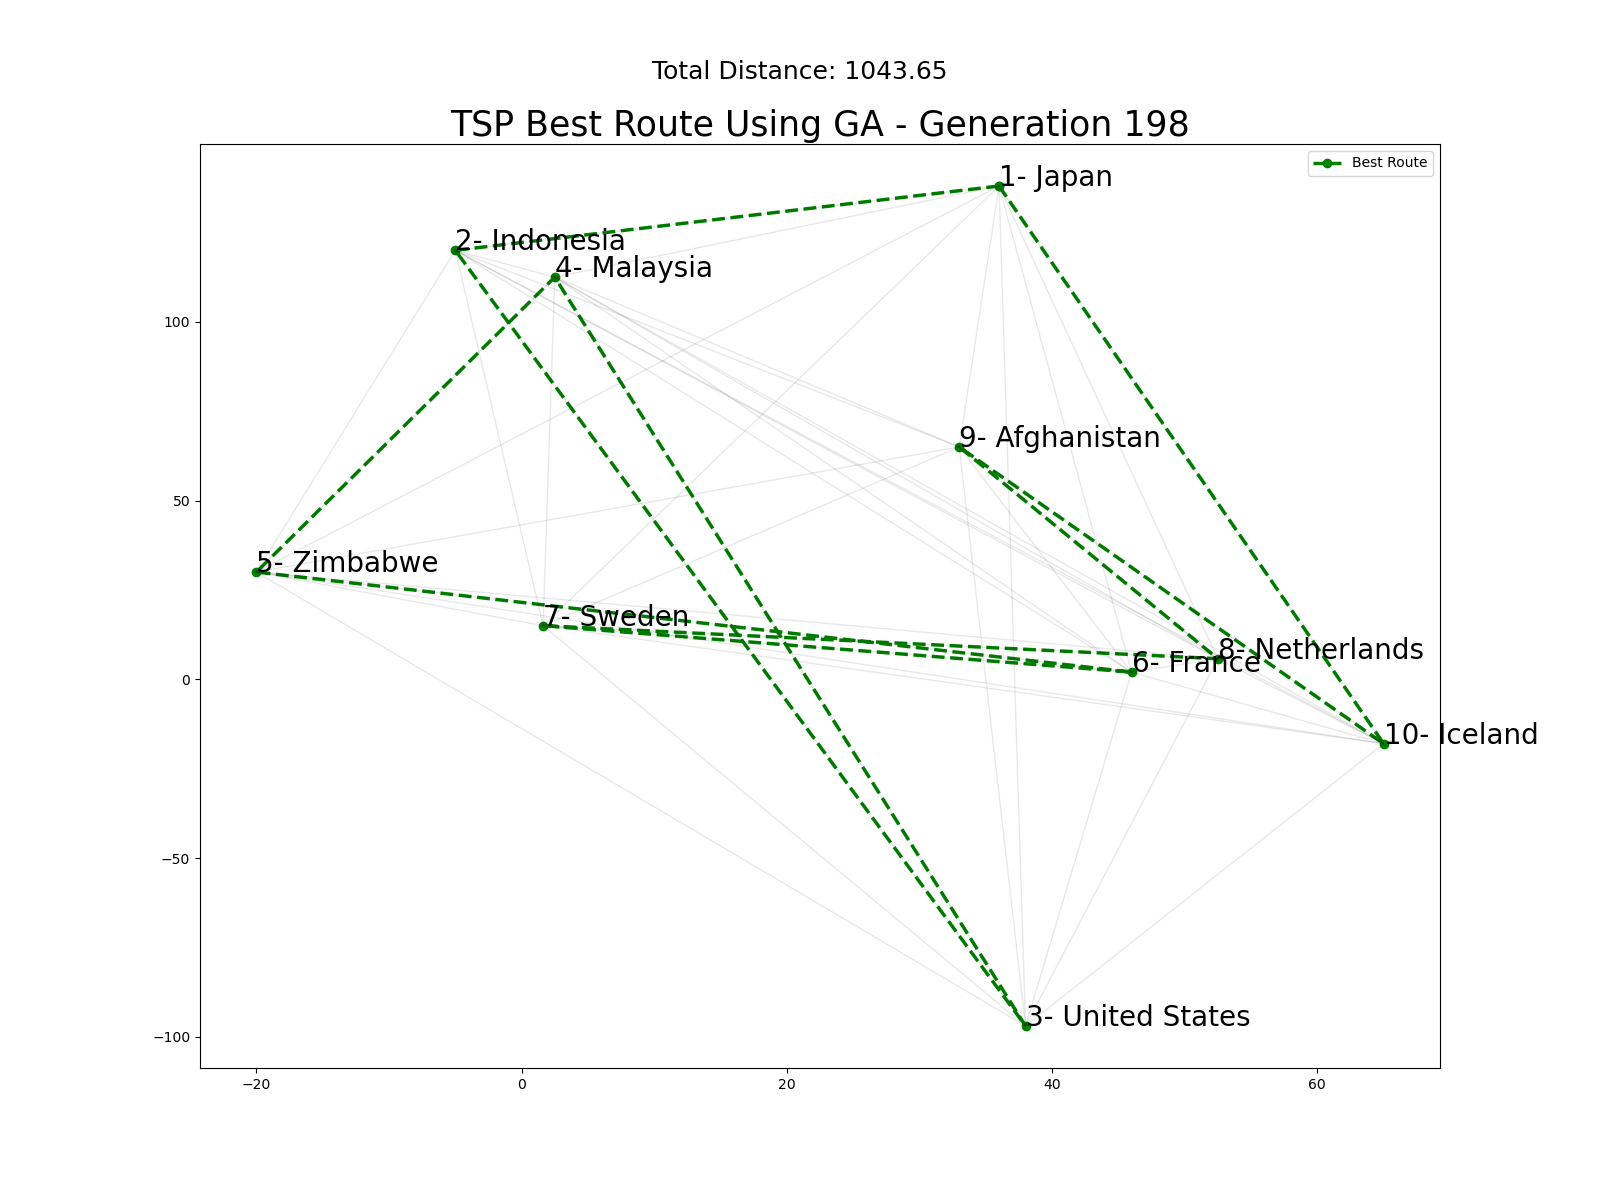 Total Distance: 1043.65
TSP Best Route Using GA - Generation 198
Best Route
1- Japan
2- Indonesia
4- Malaysia
100
9- Afghanistan
50
5- Zimbabwe
7- Sweden
8- Netherlands
6- France
0
10- Iceland
−50
3- United States
−100
−20 0 20 40 60